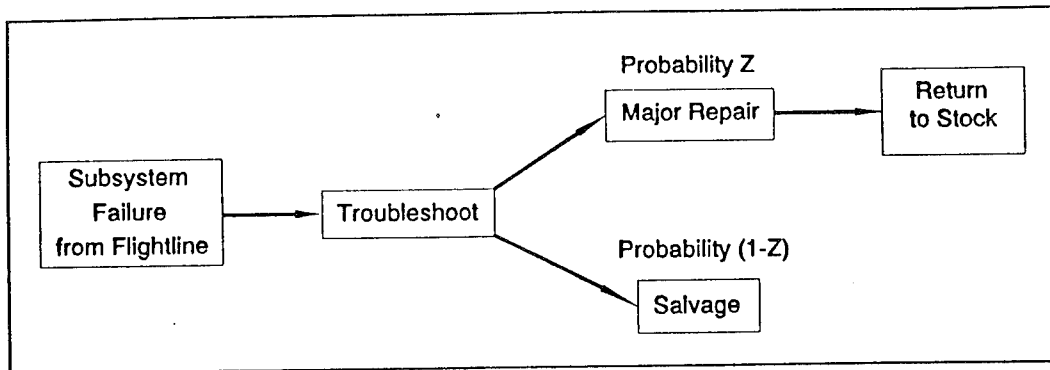 Subsystem
Failure
from Flightline
Troubleshoot
Probability Z
Major Repair
Return
to Stock
Probability (1-Z)
Salvage